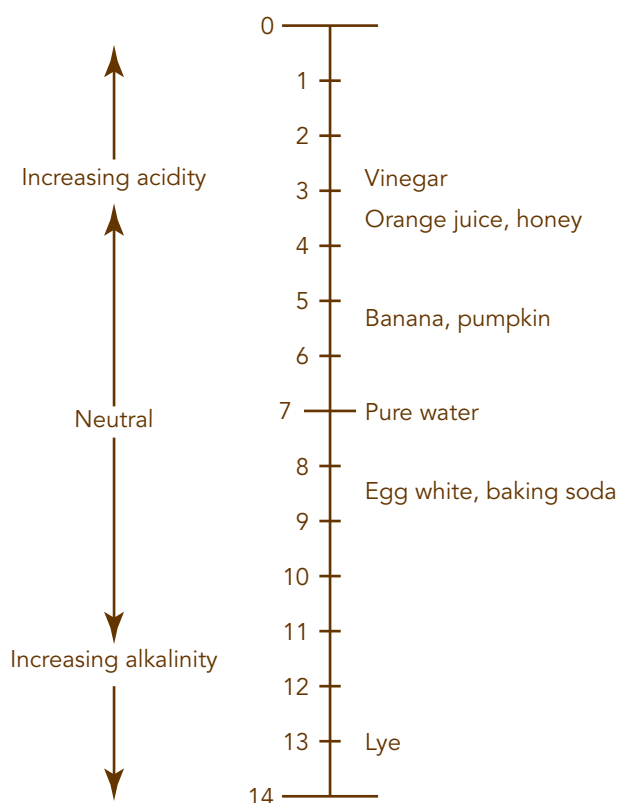 0
1
2
Increasing acidity
3
Vinegar
Orange juice, honey
4
5
Banana, pumpkin
6
Neutral
7
Pure water
8
Egg white, baking soda
9
10
11
Increasing alkalinity
12
13
Lye
14